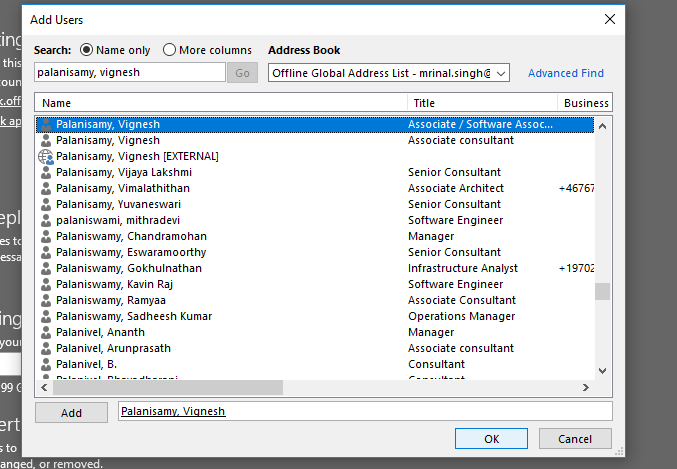 Add Users
Search: Name only More columns Address Book
palanisamy, vignesh Go Offline Global Address List - mrinal.singh@ Advanced Find
Name Title Business
Palanisamy, Vignesh Associate / Software Assoc...
Palanisamy, Vignesh Associate consultant
Palanisamy, Vignesh [EXTERNAL]
Palanisamy, Vijaya Lakshmi Senior Consultant
Palanisamy, Vimalathithan Associate Architect +46767
Palanisamy, Yuvaneswari Senior Consultant
palaniswami, mithradevi Software Engineer
Palaniswamy, Chandramohan Manager
Palaniswamy, Eswaramoorthy Senior Consultant
Palaniswamy, Gokhulnathan Infrastructure Analyst +19702
Palaniswamy, Kavin Raj Software Engineer
Palaniswamy, Ramyaa Associate Consultant
Palaniswamy, Sadheesh Kumar Operations Manager
Palanivel, Ananth Manager
Palanivel, Arunprasath Associate consultant
Palanivel, B. Consultant
Add Palanisamy, Vignesh
OK Cancel
ting
this
coun
k.off
k ap
epl
es to
essa
ing
your
99 G
ert
s to
anged, or removed.